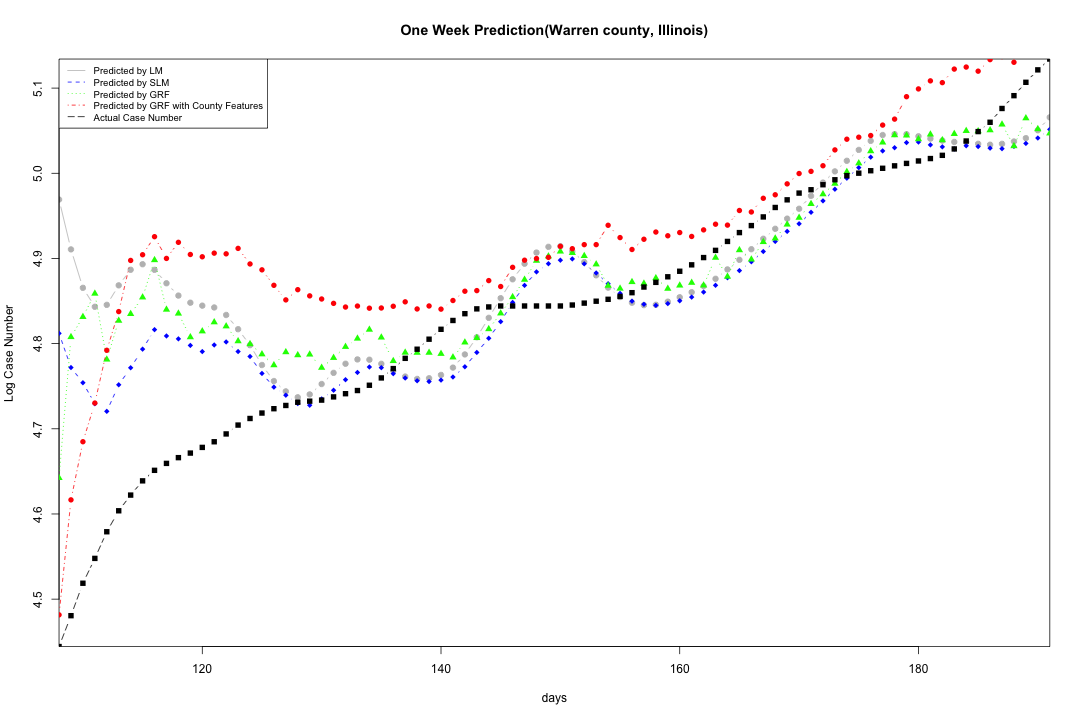 One Week Prediction(Warren county, Illinois)
Predicted by LM
Predicted by SLM
Predicted by GRF
Predicted by GRF with County Features
Actual Case Number
Log Case Number
5.1
5.0
4.9
4.8
4.7
4.6
4.5
120 140 160 180
days